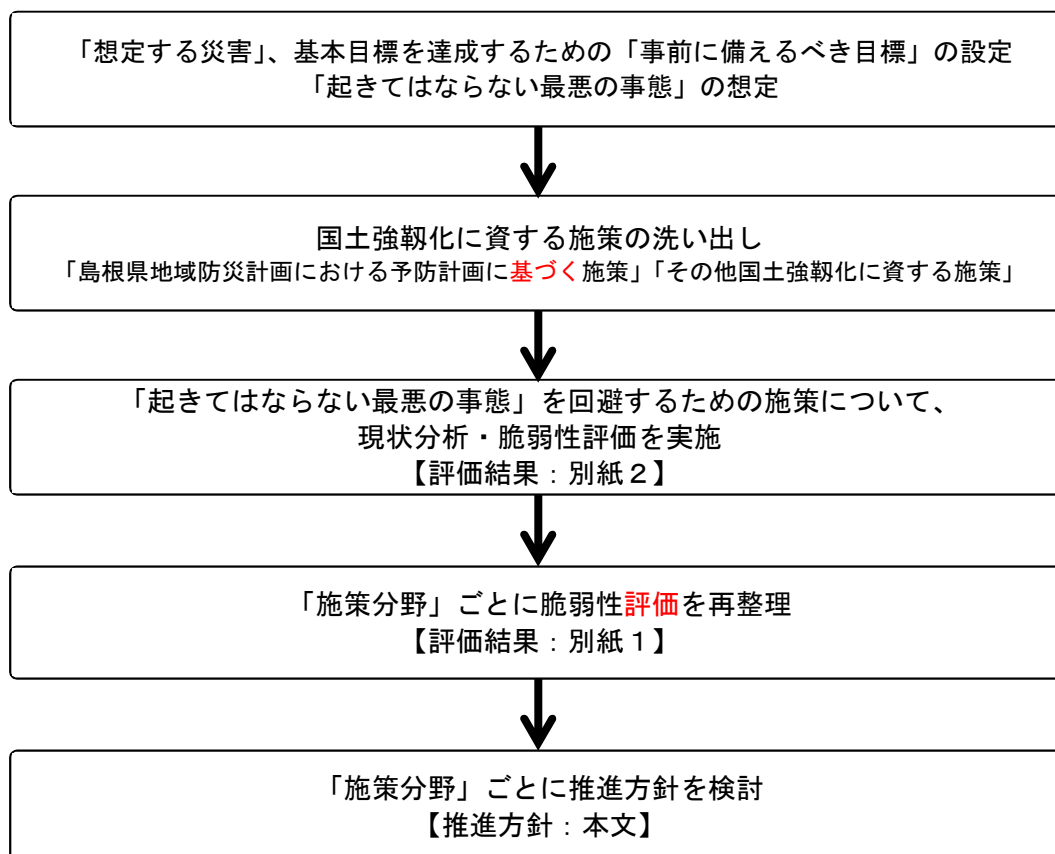 「想定する災害」、基本目標を達成するための「事前に備えるべき目標」の設定
「起きてはならない最悪の事態」の想定
国土強靱化に資する施策の洗い出し
「島根県地域防災計画における予防計画に基づく施策」「その他国土強靱化に資する施策」
「起きてはならない最悪の事態」を回避するための施策について、
現状分析・脆弱性評価を実施
【評価結果：別紙２】
「施策分野」ごとに脆弱性評価を再整理
【評価結果：別紙１】
「施策分野」ごとに推進方針を検討
【推進方針：本文】